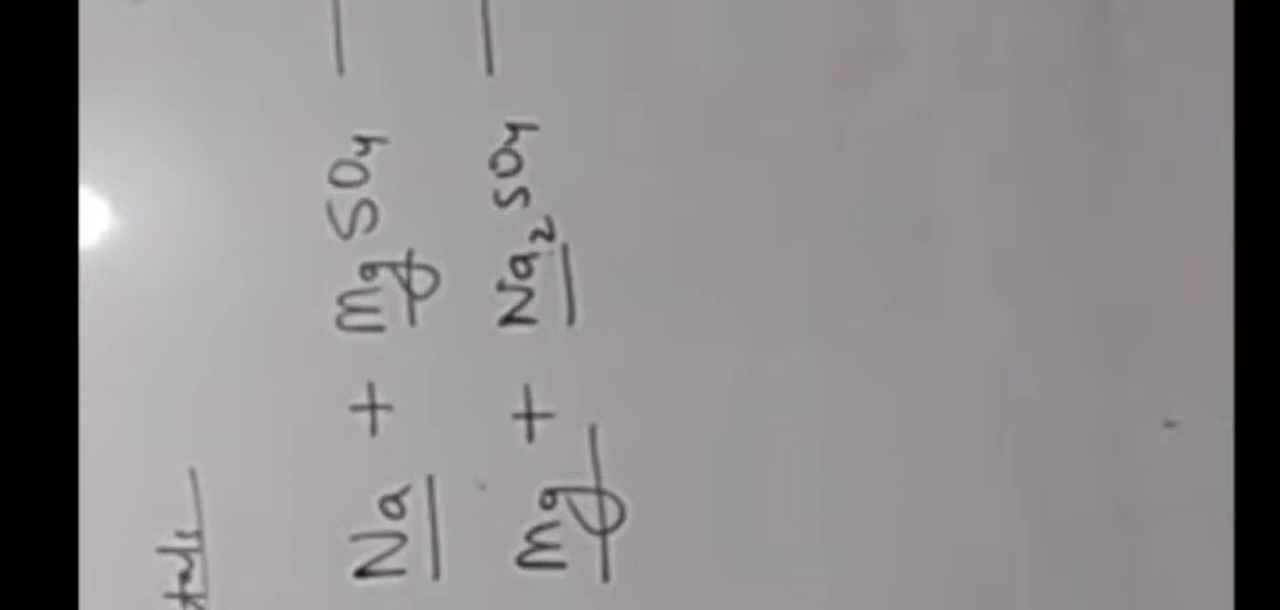 Na + MgSO4 —
Mg + Na2SO4 —